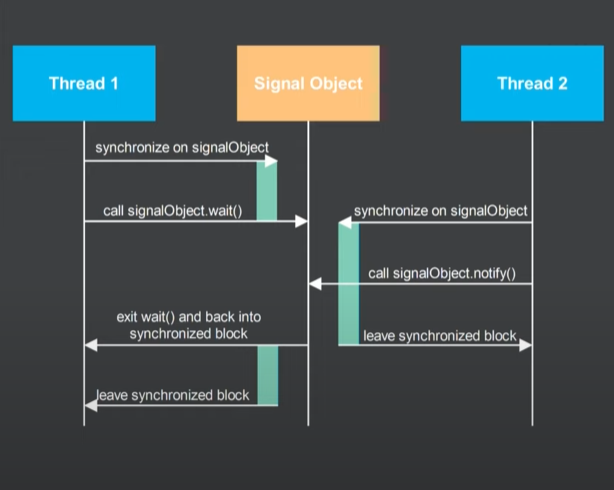 Thread 1
Signal Object
Thread 2
synchronize on signalObject
call signalObject.wait()
synchronize on signalObject
call signalObject.notify()
exit wait() and back into
synchronized block
leave synchronized block
leave synchronized block